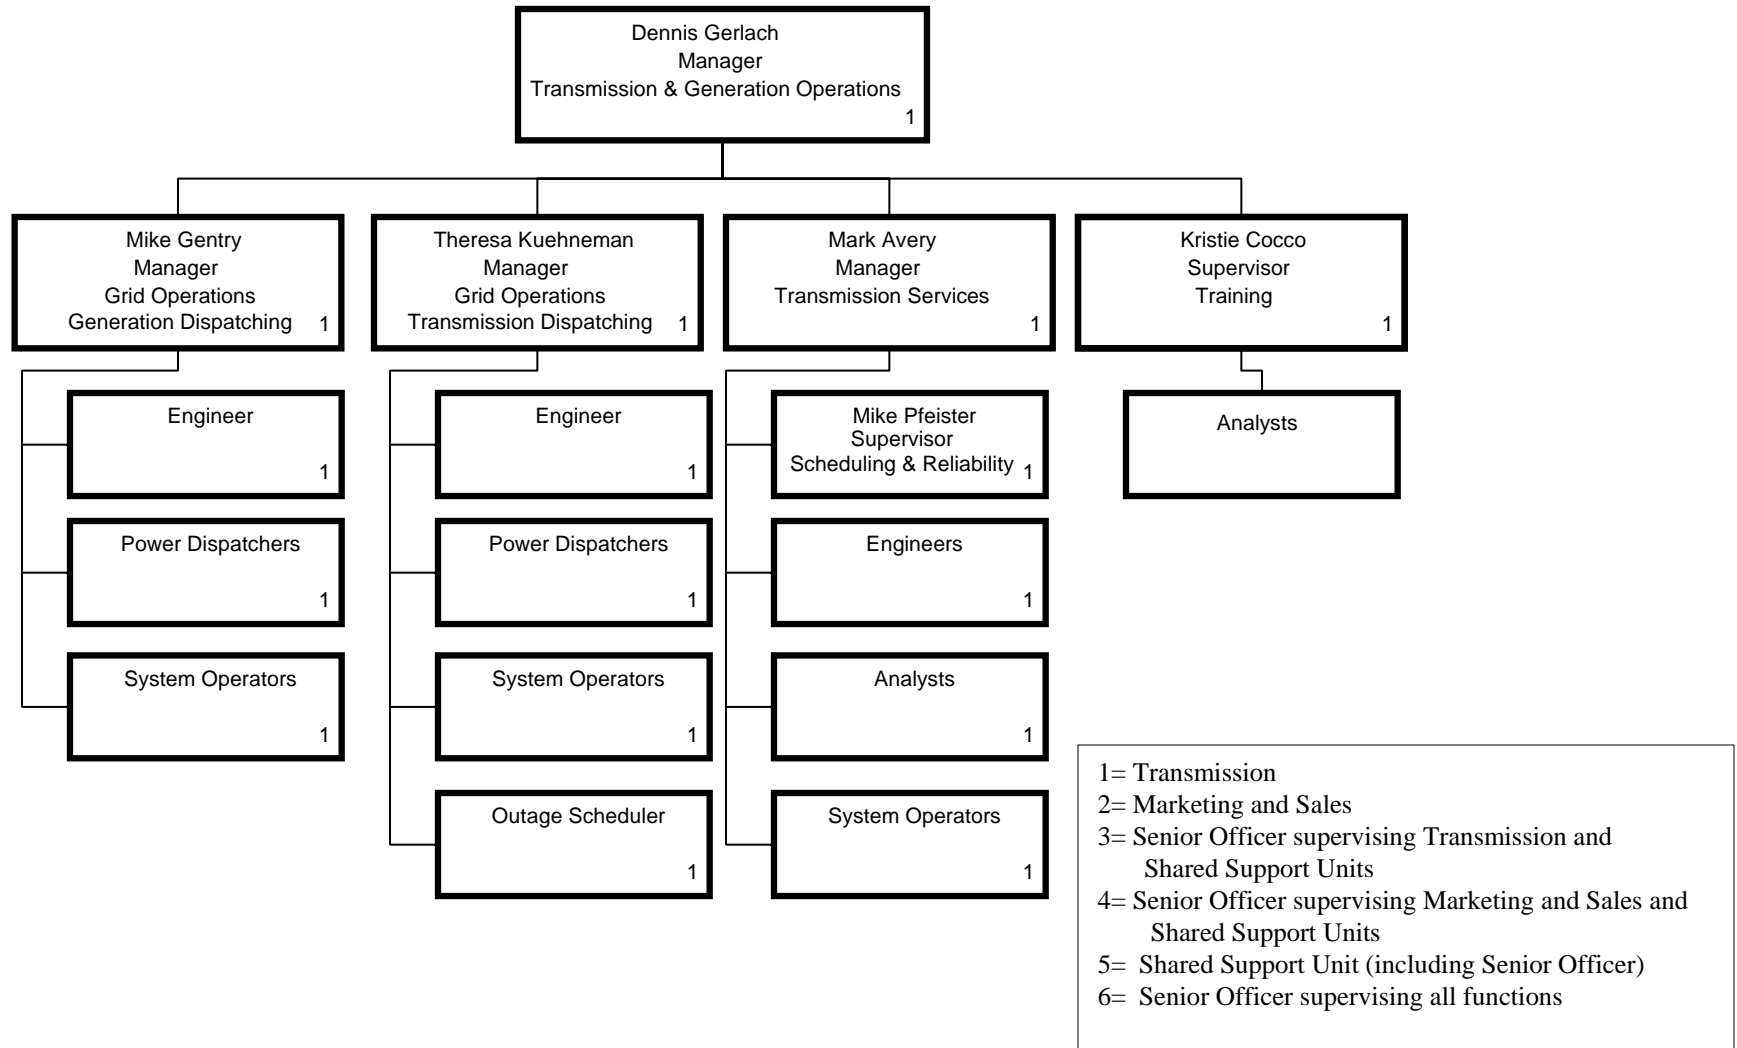 Dennis Gerlach
Manager
Transmission & Generation Operations
1
Mike Gentry
Manager
Grid Operations
Generation Dispatching 1
Theresa Kuehneman
Manager
Grid Operations
Transmission Dispatching 1
Mark Avery
Manager
Transmission Services
1
Kristie Cocco
Supervisor
Training
1
Engineer
1
Power Dispatchers
1
System Operators
1
Engineer
1
Power Dispatchers
1
System Operators
1
Outage Scheduler
1
Mike Pfeister
Supervisor
Scheduling & Reliability 1
Engineers
1
Analysts
1
System Operators
1
Analysts
1= Transmission
2= Marketing and Sales
3= Senior Officer supervising Transmission and
Shared Support Units
4= Senior Officer supervising Marketing and Sales and
Shared Support Units
5= Shared Support Unit (including Senior Officer)
6= Senior Officer supervising all functions